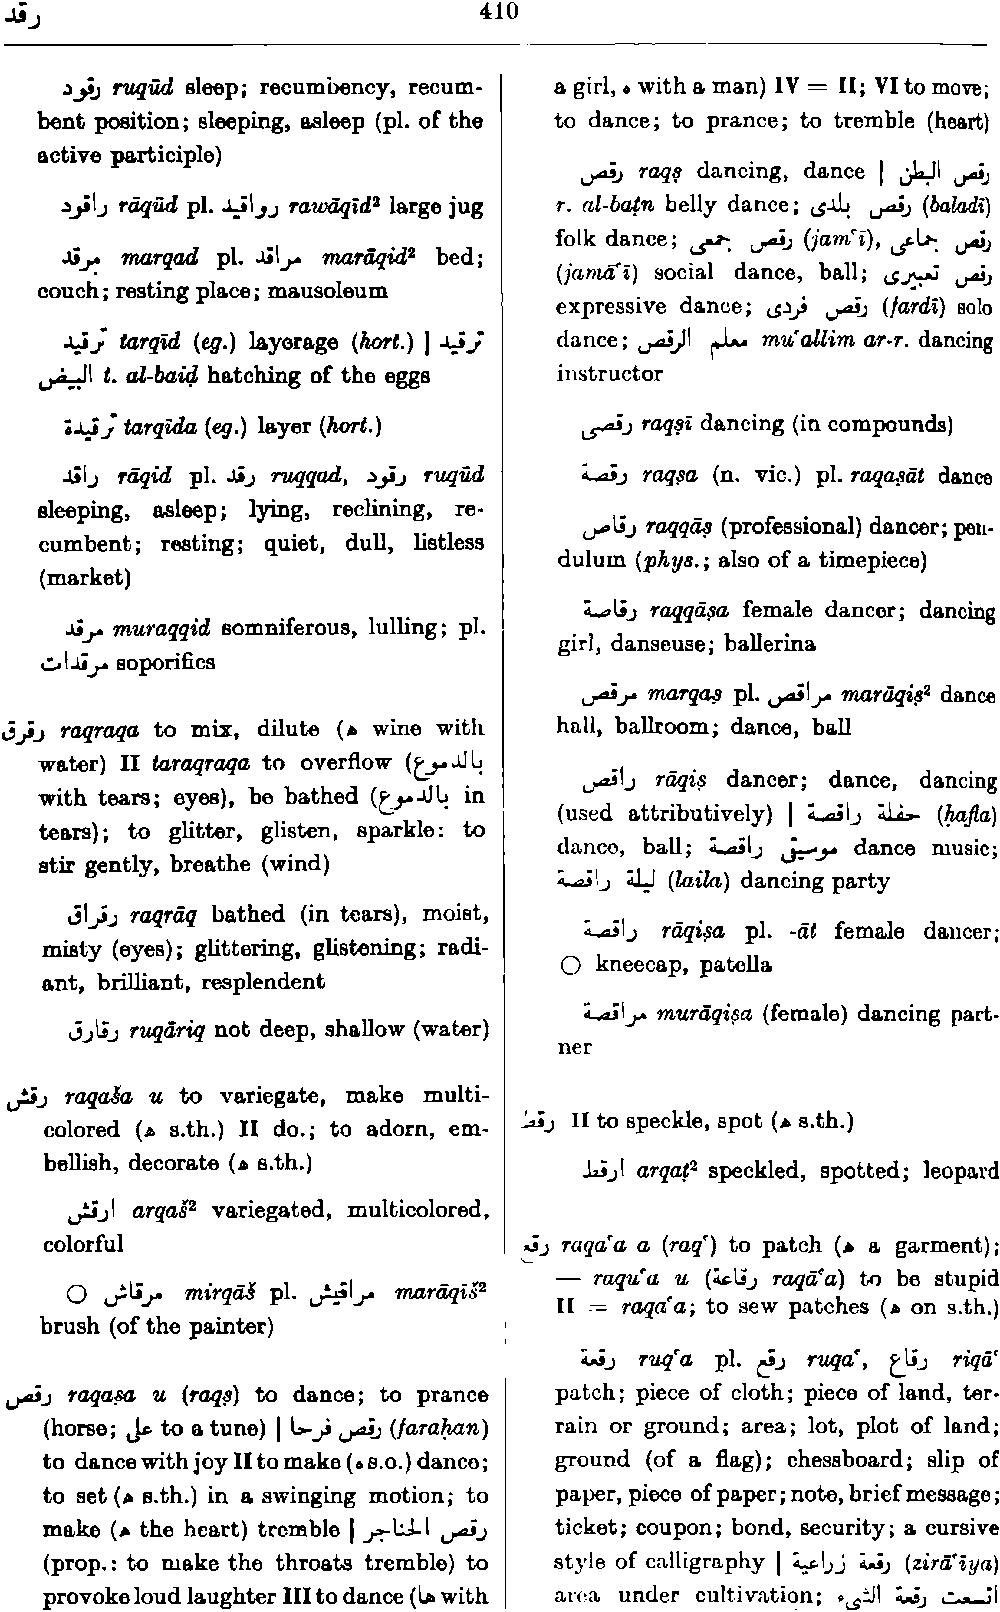 رقد
410
رقود ruqūd sleep; recumbency, recum-
bent position; sleeping, asleep (pl. of the
active participle)
راقود rāqūd pl. رواقيد rawāqīd² large jug
مرقد marqad pl. مراقد marāqid² bed;
couch; resting place; mausoleum
ترقيد tarqīd (eg.) layerage (hort.) | ترقيد
البيض t. al-baiḍ hatching of the eggs
ترقيدة tarqīda (eg.) layer (hort.)
راقد rāqid pl. رقد ruqqad, رقود ruqūd
sleeping, asleep; lying, reclining, re-
cumbent; resting; quiet, dull, listless
(market)
مرقد muraqqid somniferous, lulling; pl.
مرقدات soporifics
رقرق raqraqa to mix, dilute (ه wine with
water) II taraqraqa to overflow (بالدموع
with tears; eyes), be bathed (بالدموع in
tears); to glitter, glisten, sparkle; to
stir gently, breathe (wind)
رقراق raqrāq bathed (in tears), moist,
misty (eyes); glittering, glistening; radi-
ant, brilliant, resplendent
رقارق ruqāriq not deep, shallow (water)
رقش raqaša u to variegate, make multi-
colored (ه s.th.) II do.; to adorn, em-
bellish, decorate (ه s.th.)
ارقش arqaš² variegated, multicolored,
colorful
○ مرقاش mirqāš pl. مراقيش marāqīš²
brush (of the painter)
رقص raqaṣa u (raqṣ) to dance; to prance
(horse; على to a tune) | رقص فرحا (faraḥan)
to dance with joy II to make (ه s.o.) dance;
to set (ه s.th.) in a swinging motion; to
make (ه the heart) tremble | رقص الحناجر
(prop.: to make the throats tremble) to
provoke loud laughter III to dance (ها with
a girl, ه with a man) IV = II; VI to move;
to dance; to prance; to tremble (heart)
رقص raqṣ dancing, dance | رقص البطن
r. al-baṭn belly dance; رقص بلدى (baladī)
folk dance; رقص جمعى (jamʿī), رقص جماعى
(jamāʿī) social dance, ball; رقص تعبيرى
expressive dance; رقص فردى (fardī) solo
dance; معلم الرقص muʿallim ar-r. dancing
instructor
رقصى raqṣī dancing (in compounds)
رقصة raqṣa (n. vic.) pl. raqaṣāt dance
رقاص raqqāṣ (professional) dancer; pen-
dulum (phys.; also of a timepiece)
رقاصة raqqāṣa female dancer; dancing
girl, danseuse; ballerina
مرقص marqaṣ pl. مراقص marāqiṣ² dance
hall, ballroom; dance, ball
راقص rāqiṣ dancer; dance, dancing
(used attributively) | حفلة راقصة (ḥafla)
dance, ball; موسيقى راقصة dance music;
ليلة راقصة (laila) dancing party
راقصة rāqiṣa pl. -āt female dancer;
○ kneecap, patella
مراقصة murāqiṣa (female) dancing part-
ner
رقط II to speckle, spot (ه s.th.)
ارقط arqaṭ² speckled, spotted; leopard
رقع raqaʿa a (raqʿ) to patch (ه a garment);
— raquʿa u (رقاعة raqāʿa) to be stupid
II = raqaʿa; to sew patches (ه on s.th.)
رقعة ruqʿa pl. رقع ruqaʿ, رقاع riqāʿ
patch; piece of cloth; piece of land, ter-
rain or ground; area; lot, plot of land;
ground (of a flag); chessboard; slip of
paper, piece of paper; note, brief message;
ticket; coupon; bond, security; a cursive
style of calligraphy | رقعة زراعية (zirāʿīya)
area under cultivation; اتسعت رقعة الشىء